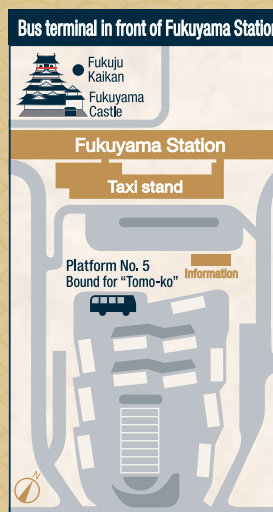 Bus terminal in front of Fukuyama Station
Fukuju
Kaikan
Fukuyama
Castle
Fukuyama Station
Taxi stand
Platform No. 5
Bound for “Tomo-ko”
Information
N